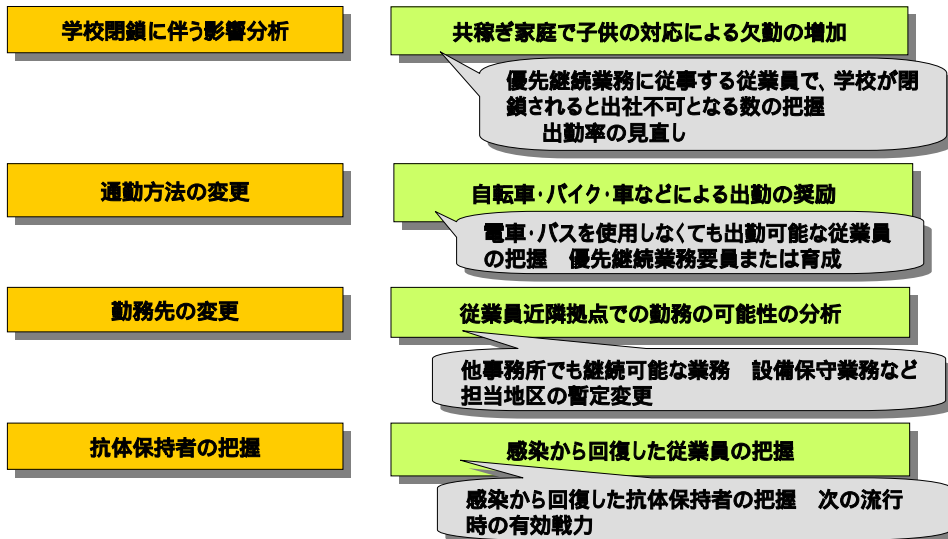 学校閉鎖に伴う影響分析
共稼ぎ家庭で子供の対応による欠勤の増加
優先継続業務に従事する従業員で、学校が閉
鎖されると出社不可となる数の把握
出勤率の見直し
通勤方法の変更
自転車・バイク・車などによる出勤の奨励
電車・バスを使用しなくても出勤可能な従業員
の把握　優先継続業務要員または育成
勤務先の変更
従業員近隣拠点での勤務の可能性の分析
他事務所でも継続可能な業務　設備保守業務など
担当地区の暫定変更
抗体保持者の把握
感染から回復した従業員の把握
感染から回復した抗体保持者の把握　次の流行
時の有効戦力